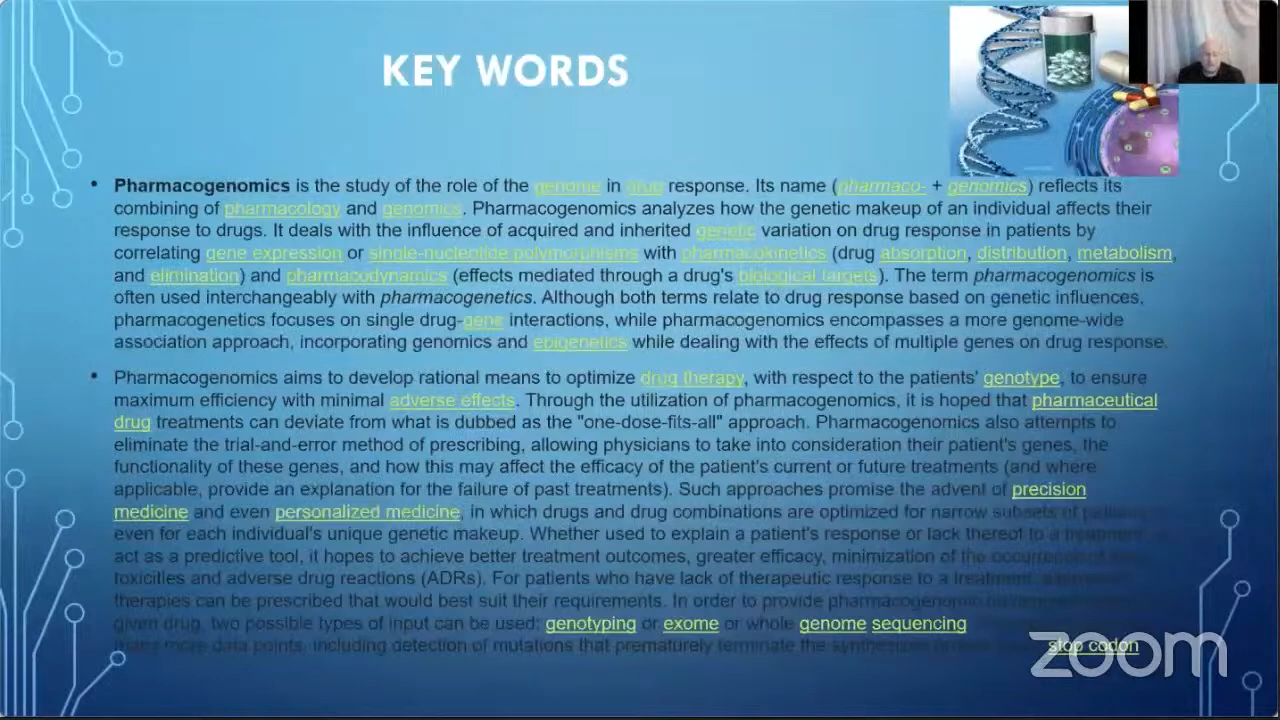 KEY WORDS
• Pharmacogenomics is the study of the role of the genome in drug response. Its name (pharmaco- + genomics) reflects its
combining of pharmacology and genomics. Pharmacogenomics analyzes how the genetic makeup of an individual affects their
response to drugs. It deals with the influence of acquired and inherited genetic variation on drug response in patients by
correlating gene expression or single-nucleotide polymorphisms with pharmacokinetics (drug absorption, distribution, metabolism,
and elimination) and pharmacodynamics (effects mediated through a drug's biological targets). The term pharmacogenomics is
often used interchangeably with pharmacogenetics. Although both terms relate to drug response based on genetic influences,
pharmacogenetics focuses on single drug-gene interactions, while pharmacogenomics encompasses a more genome-wide
association approach, incorporating genomics and epigenetics while dealing with the effects of multiple genes on drug response.
• Pharmacogenomics aims to develop rational means to optimize drug therapy, with respect to the patients' genotype, to ensure
maximum efficiency with minimal adverse effects. Through the utilization of pharmacogenomics, it is hoped that pharmaceutical
drug treatments can deviate from what is dubbed as the "one-dose-fits-all" approach. Pharmacogenomics also attempts to
eliminate the trial-and-error method of prescribing, allowing physicians to take into consideration their patient's genes, the
functionality of these genes, and how this may affect the efficacy of the patient's current or future treatments (and where
applicable, provide an explanation for the failure of past treatments). Such approaches promise the advent of precision
medicine and even personalized medicine, in which drugs and drug combinations are optimized for narrow subsets of
even for each individual's unique genetic makeup. Whether used to explain a patient's response or lack thereof to a treatment,
act as a predictive tool, it hopes to achieve better treatment outcomes, greater efficacy, minimization of the occurrence of
toxicities and adverse drug reactions (ADRs). For patients who have lack of therapeutic response to a treatment,
therapies can be prescribed that would best suit their requirements. In order to provide pharmacogenomic
given drug, two possible types of input can be used: genotyping or exome or whole genome sequencing
many more data points, including detection of mutations that prematurely terminate the synthesized stop codon
zoom